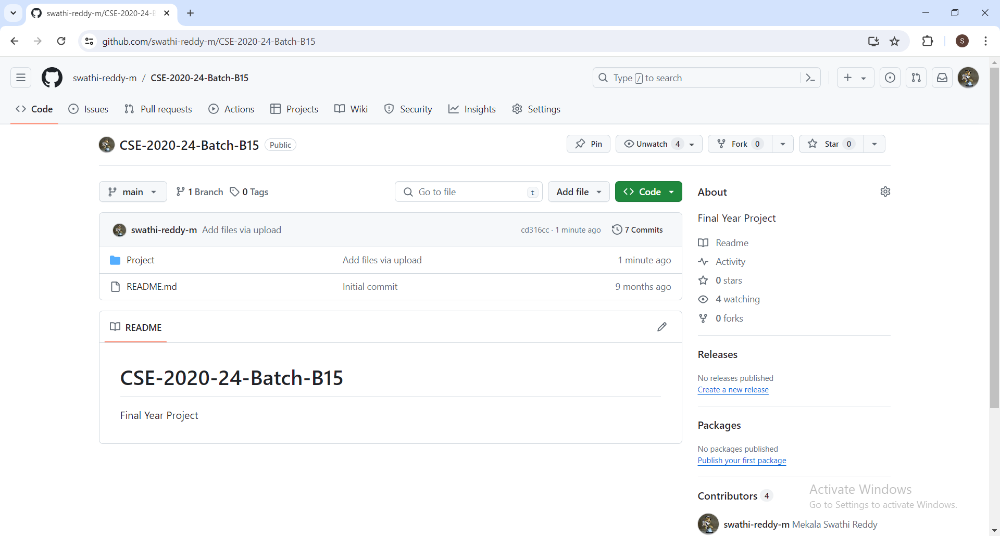 swathi-reddy-m/CSE-2020-24-
github.com/swathi-reddy-m/CSE-2020-24-Batch-B15
S
swathi-reddy-m / CSE-2020-24-Batch-B15
Type / to search
Code
Issues
Pull requests
Actions
Projects
Wiki
Security
Insights
Settings
CSE-2020-24-Batch-B15 Public
Pin
Unwatch 4
Fork 0
Star 0
main
1 Branch
0 Tags
Go to file t
Add file
Code
swathi-reddy-m Add files via upload cd316cc · 1 minute ago 7 Commits
Project Add files via upload 1 minute ago
README.md Initial commit 9 months ago
README
CSE-2020-24-Batch-B15
Final Year Project
About
Final Year Project
Readme
Activity
0 stars
4 watching
0 forks
Releases
No releases published
Create a new release
Packages
No packages published
Publish your first package
Contributors 4
swathi-reddy-m Mekala Swathi Reddy
Activate Windows
Go to Settings to activate Windows.